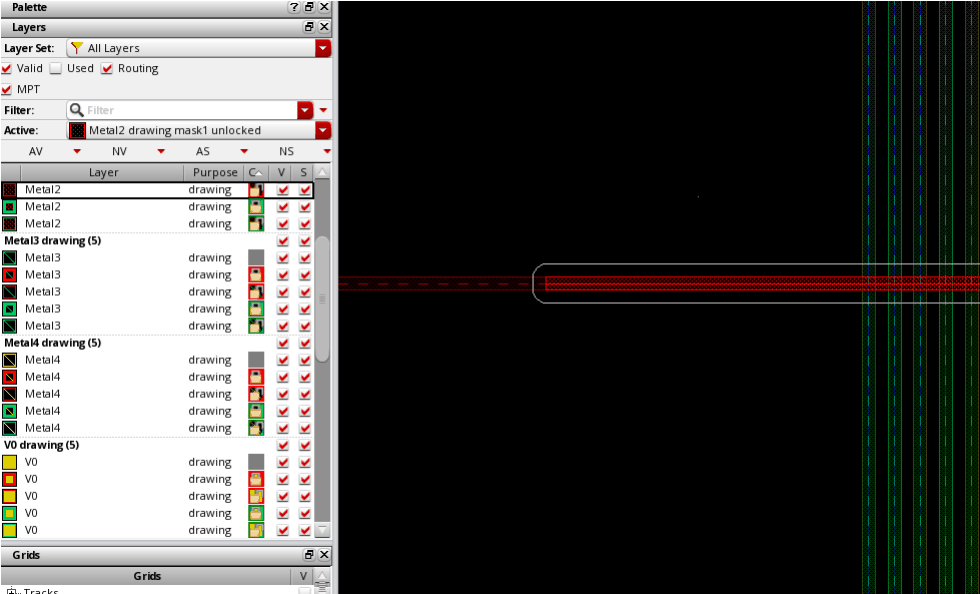 Palette
Layers
Layer Set: All Layers
Valid Used Routing
MPT
Filter: Filter
Active: Metal2 drawing mask1 unlocked
AV NV AS NS
Layer Purpose C V S
Metal2 drawing
Metal2 drawing
Metal2 drawing
Metal3 drawing (5)
Metal3 drawing
Metal3 drawing
Metal3 drawing
Metal3 drawing
Metal3 drawing
Metal4 drawing (5)
Metal4 drawing
Metal4 drawing
Metal4 drawing
Metal4 drawing
Metal4 drawing
V0 drawing (5)
V0 drawing
V0 drawing
V0 drawing
V0 drawing
V0 drawing
Grids
Grids V
Tracks